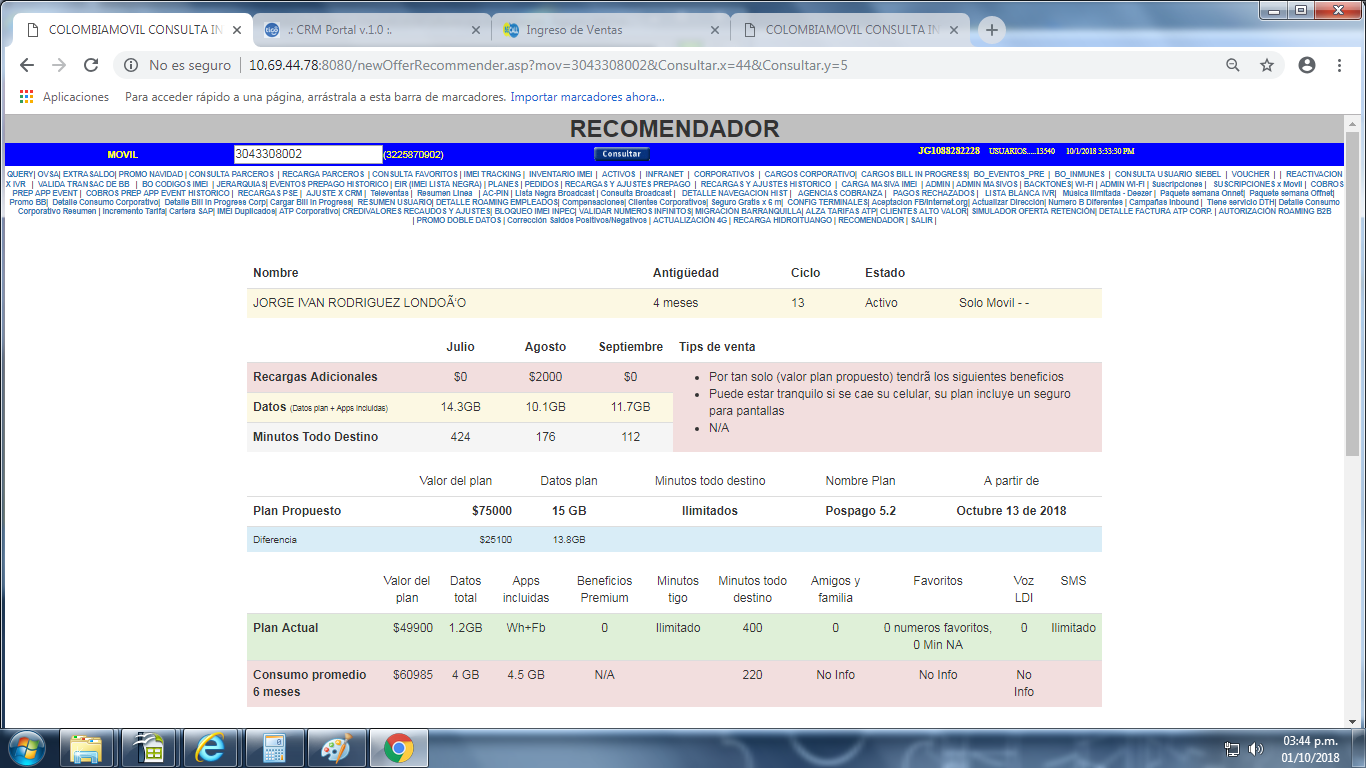 COLOMBIAMOVIL CONSULTA IN
.: CRM Portal v.1.0 :.
Ingreso de Ventas
COLOMBIAMOVIL CONSULTA IN
No es seguro | 10.69.44.78:8080/newOfferRecommender.asp?mov=3043308002&Consultar.x=44&Consultar.y=5
Aplicaciones Para acceder rápido a una página, arrástrala a esta barra de marcadores. Importar marcadores ahora...
RECOMENDADOR
MOVIL 3043308002 (3225870902) Consultar JG1088282228 USUARIOS....13540 10/1/2018 3:33:30 PM
QUERY| OVSA| EXTRASALDO| PROMO NAVIDAD | CONSULTA PARCEROS | RECARGA PARCEROS | CONSULTA FAVORITOS | IMEI TRACKING | INVENTARIO IMEI | ACTIVOS | INFRANET | CORPORATIVOS | CARGOS CORPORATIVO| CARGOS BILL IN PROGRESS| BO_EVENTOS_PRE | BO_INMUNES | CONSULTA USUARIO SIEBEL | VOUCHER | | REACTIVACION
X IVR | VALIDA TRANSAC DE BB | BO CODIGOS IMEI | JERARQUIAS| EVENTOS PREPAGO HISTORICO | EIR (IMEI LISTA NEGRA) | PLANES | PEDIDOS | RECARGAS Y AJUSTES PREPAGO | RECARGAS Y AJUSTES HISTORICO | CARGA MASIVA IMEI | ADMIN | ADMIN MASIVOS | BACKTONES| Wi-Fi | ADMIN Wi-Fi | Suscripciones | SUSCRIPCIONES x Movil | COBROS
PREP APP EVENT | COBROS PREP APP EVENT HISTORICO | RECARGAS PSE | AJUSTE X CRM | Televentas | Resumen Linea | AC-PIN | Lista Negra Broadcast | Consulta Broadcast | DETALLE NAVEGACION HIST | AGENCIAS COBRANZA | PAGOS RECHAZADOS | LISTA BLANCA IVR| Musica Ilimitada - Deezer | Paquete semana Onnet| Paquete semana Offnet|
Promo BB| Detalle Consumo Corporativo| Detalle Bill In Progress Corp| Cargar Bill In Progress| RESUMEN USUARIO| DETALLE ROAMING EMPLEADOS| Compensaciones| Clientes Corporativos| Seguro Gratis x 6 m| CONFIG TERMINALES| Aceptacion FB/Internet.org| Actualizar Dirección| Numero B Diferentes | Campañas Inbound | Tiene servicio DTH| Detalle Consumo
Corporativo Resumen | Incremento Tarifa| Cartera SAP| IMEI Duplicados| ATP Corporativo| CREDIVALORES RECAUDOS Y AJUSTES| BLOQUEO IMEI INPEC| VALIDAR NUMEROS INFINITOS| MIGRACIÓN BARRANQUILLA| ALZA TARIFAS ATP| CLIENTES ALTO VALOR| SIMULADOR OFERTA RETENCIÓN| DETALLE FACTURA ATP CORP. | AUTORIZACIÓN ROAMING B2B
| PROMO DOBLE DATOS | Corrección Saldos Positivos/Negativos | ACTUALIZACIÓN 4G | RECARGA HIDROITUANGO | RECOMENDADOR | SALIR |
Nombre Antigüedad Ciclo Estado
JORGE IVAN RODRIGUEZ LONDOÃ‘O 4 meses 13 Activo Solo Movil - -
Julio Agosto Septiembre Tips de venta
Recargas Adicionales $0 $2000 $0
Datos (Datos plan + Apps incluidas) 14.3GB 10.1GB 11.7GB
Minutos Todo Destino 424 176 112
• Por tan solo (valor plan propuesto) tendrã los siguientes beneficios
• Puede estar tranquilo si se cae su celular, su plan incluye un seguro
para pantallas
• N/A
Valor del plan Datos plan Minutos todo destino Nombre Plan A partir de
Plan Propuesto $75000 15 GB Ilimitados Pospago 5.2 Octubre 13 de 2018
Diferencia $25100 13.8GB
Valor del Datos Apps Beneficios Minutos Minutos todo Amigos y Favoritos Voz SMS
plan total incluidas Premium tigo destino familia LDI
Plan Actual $49900 1.2GB Wh+Fb 0 Ilimitado 400 0 0 numeros favoritos, 0 Ilimitado
0 Min NA
Consumo promedio $60985 4 GB 4.5 GB N/A 220 No Info No Info No
6 meses Info
03:44 p.m.
01/10/2018